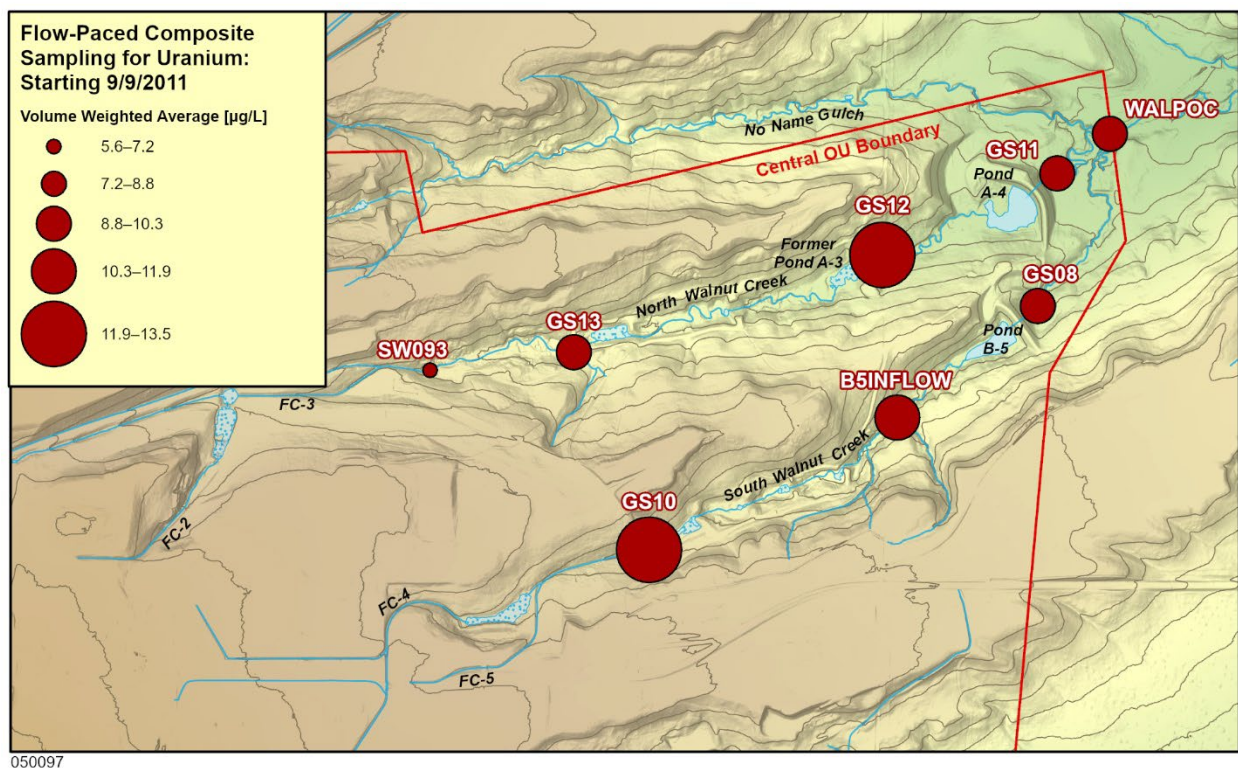 Flow-Paced Composite
Sampling for Uranium:
Starting 9/9/2011
Volume Weighted Average [µg/L]
5.6–7.2
7.2–8.8
8.8–10.3
10.3–11.9
11.9–13.5
No Name Gulch
Central OU Boundary
WALPOC
GS11
Pond
A-4
GS12
Former
Pond A-3
North Walnut Creek
GS08
Pond
B-5
GS13
SW093
FC-3
B5INFLOW
South Walnut Creek
GS10
FC-2
FC-4
FC-5
050097